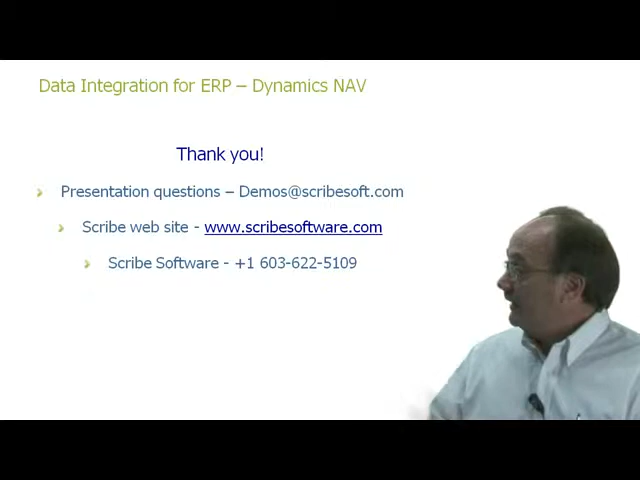 Data Integration for ERP – Dynamics NAV
Thank you!
Presentation questions – Demos@scribesoft.com
Scribe web site - www.scribesoftware.com
Scribe Software - +1 603-622-5109